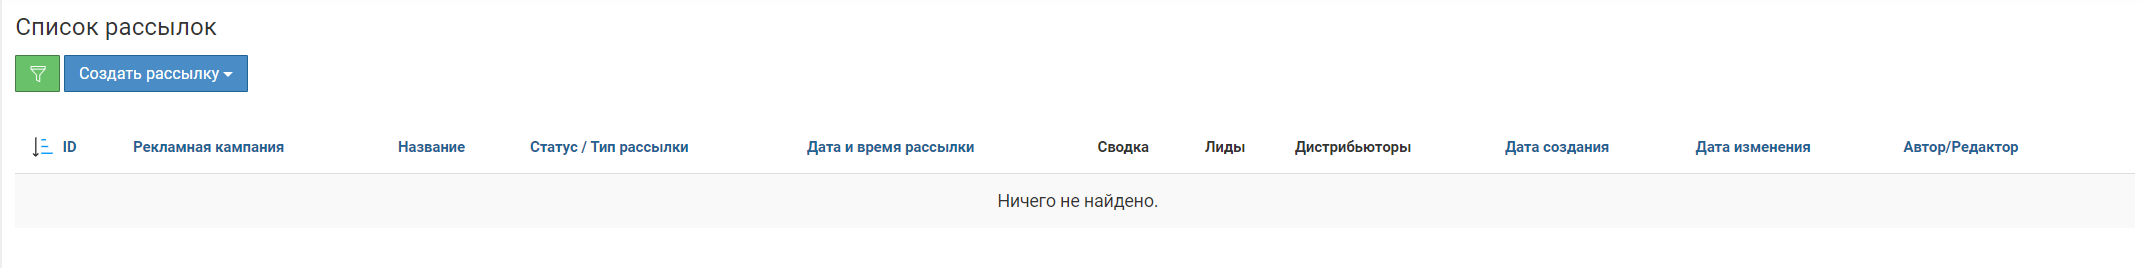 Список рассылок
Создать рассылку
ID Рекламная кампания Название Статус / Тип рассылки Дата и время рассылки Сводка Лиды Дистрибьюторы Дата создания Дата изменения Автор/Редактор
Ничего не найдено.